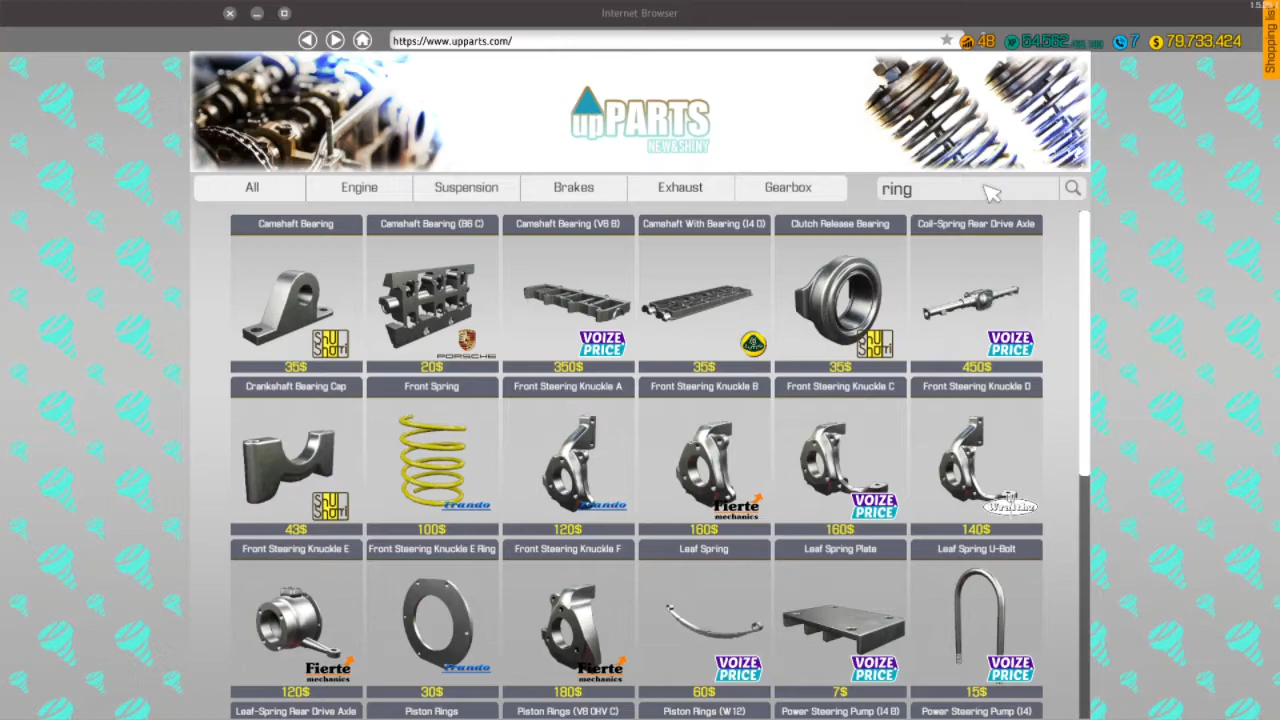 Internet Browser
1.5.25
https://www.upparts.com/
48
54,562
7
$ 79,733,424
Shopping list
upPARTS
NEW&SHINY
All
Engine
Suspension
Brakes
Exhaust
Gearbox
ring
Camshaft Bearing
Camshaft Bearing (B6 C)
Camshaft Bearing (V6 B)
Camshaft With Bearing (I4 D)
Clutch Release Bearing
Coil-Spring Rear Drive Axle
PORSCHE
VOIZE
PRICE
VOIZE
PRICE
35$
20$
350$
35$
35$
450$
Crankshaft Bearing Cap
Front Spring
Front Steering Knuckle A
Front Steering Knuckle B
Front Steering Knuckle C
Front Steering Knuckle D
Fierte
mechanics
VOIZE
PRICE
43$
100$
120$
160$
160$
140$
Front Steering Knuckle E
Front Steering Knuckle E Ring
Front Steering Knuckle F
Leaf Spring
Leaf Spring Plate
Leaf Spring U-Bolt
Fierte
mechanics
Fierte
mechanics
VOIZE
PRICE
VOIZE
PRICE
VOIZE
PRICE
120$
30$
180$
60$
7$
15$
Leaf-Spring Rear Drive Axle
Piston Rings
Piston Rings (V8 OHV C)
Piston Rings (W12)
Power Steering Pump (I4 B)
Power Steering Pump (I4)